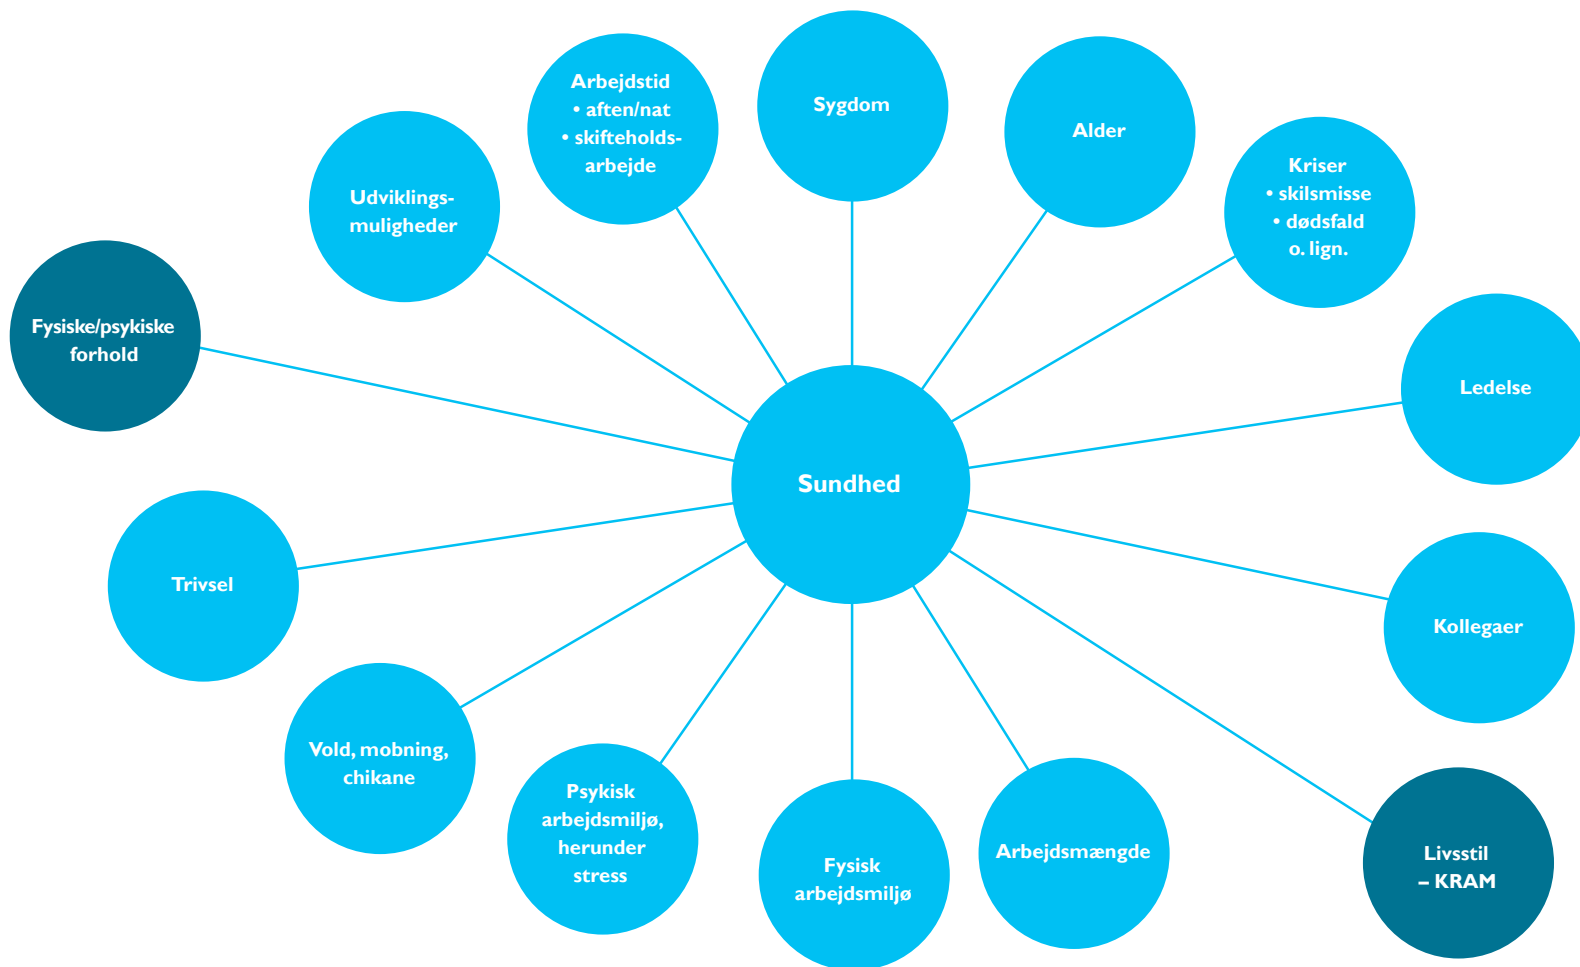 Arbejdstid
• aften/nat
• skifteholds-
arbejde
Sygdom
Alder
Kriser
• skilsmisse
• dødsfald
o. lign.
Udviklings-
muligheder
Fysiske/psykiske
forhold
Ledelse
Sundhed
Trivsel
Kollegaer
Vold, mobning,
chikane
Psykisk
arbejdsmiljø,
herunder
stress
Fysisk
arbejdsmiljø
Arbejdsmængde
Livsstil
– KRAM